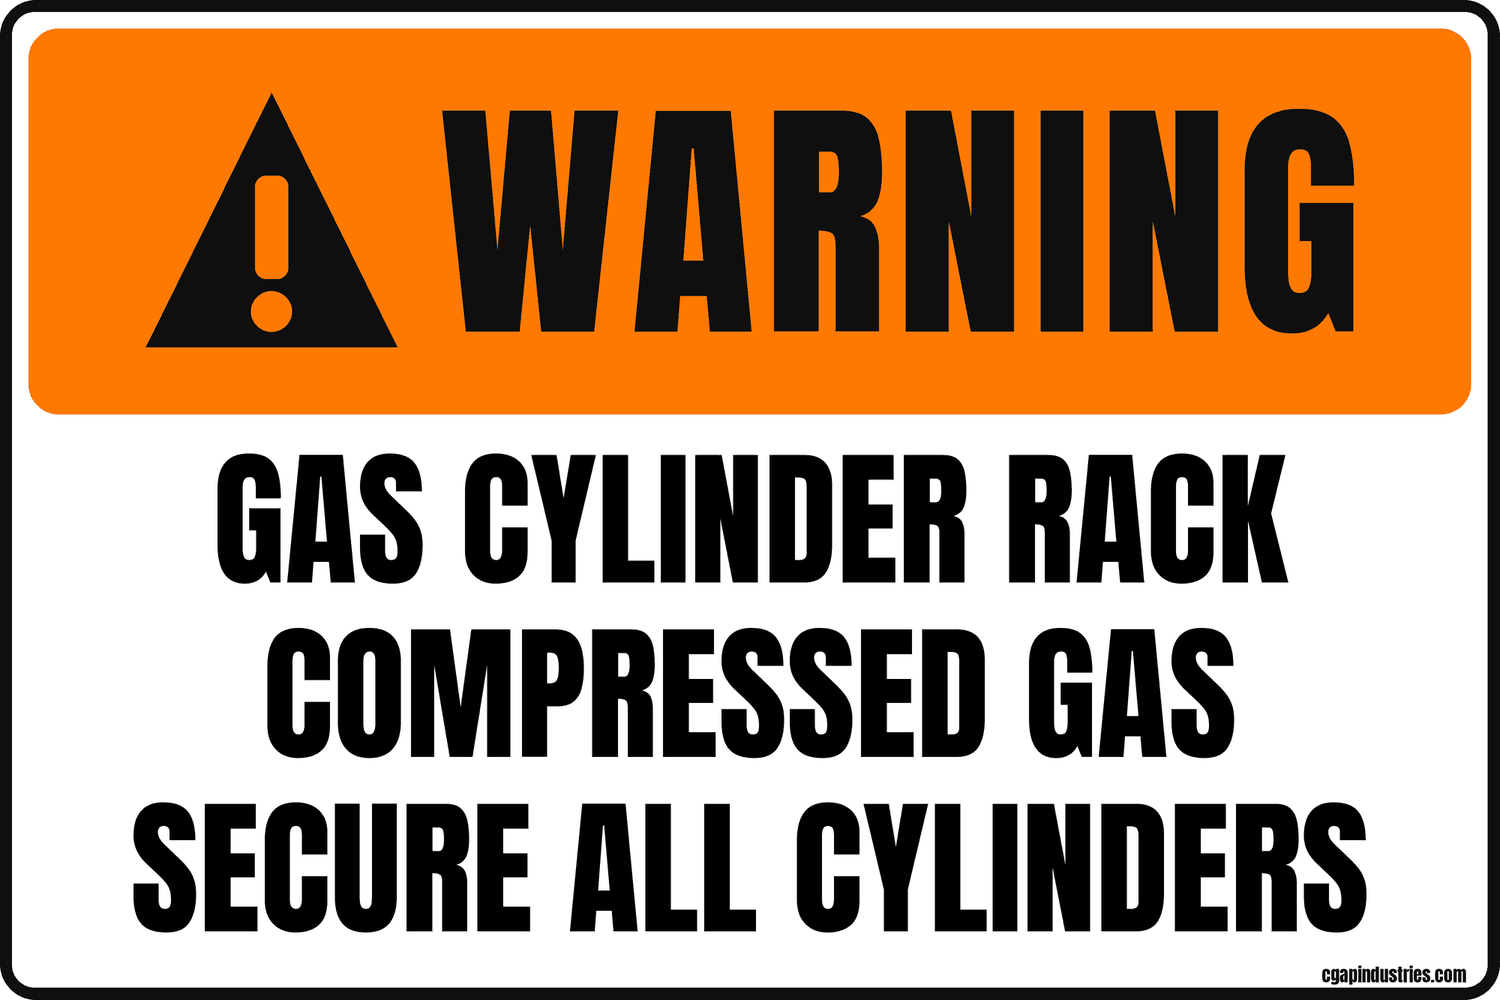 WARNING
GAS CYLINDER RACK
COMPRESSED GAS
SECURE ALL CYLINDERS
cgapindustries.com